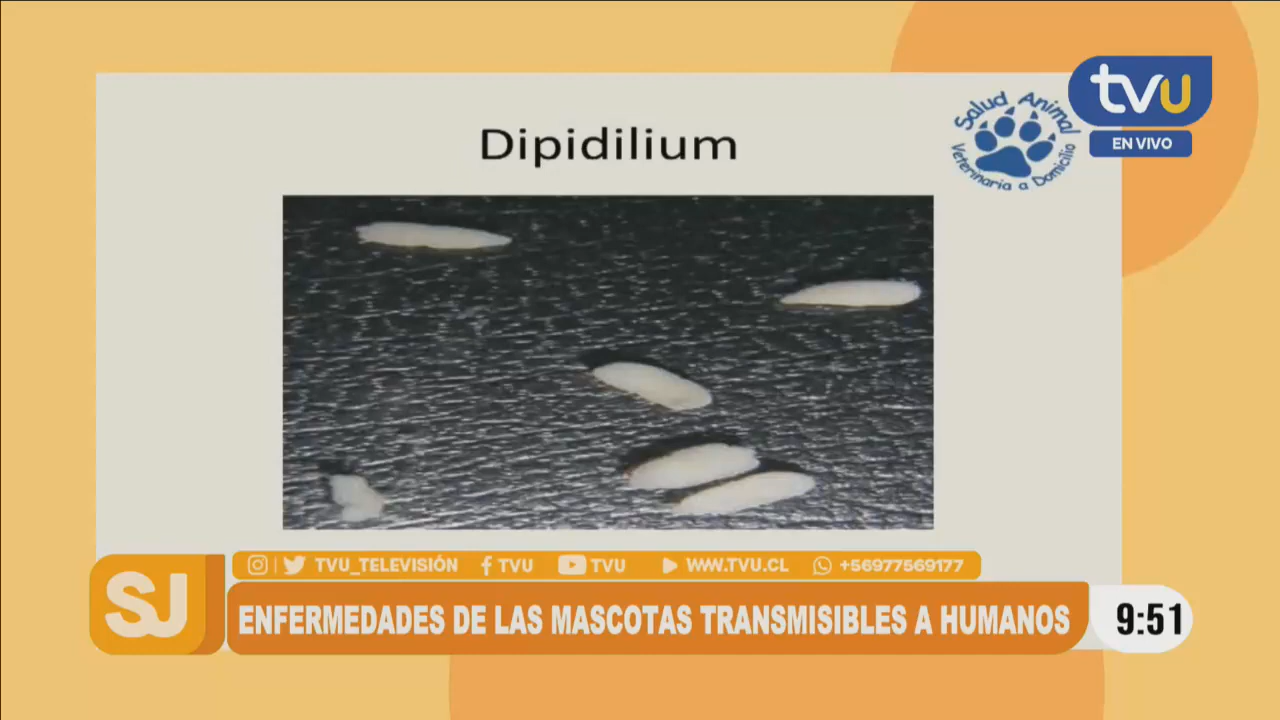 Dipidilium
Salud Animal
Veterinaria a Domicilio
tvu
EN VIVO
TVU_TELEVISIÓN TVU TVU WWW.TVU.CL +56977569177
SJ
ENFERMEDADES DE LAS MASCOTAS TRANSMISIBLES A HUMANOS
9:51